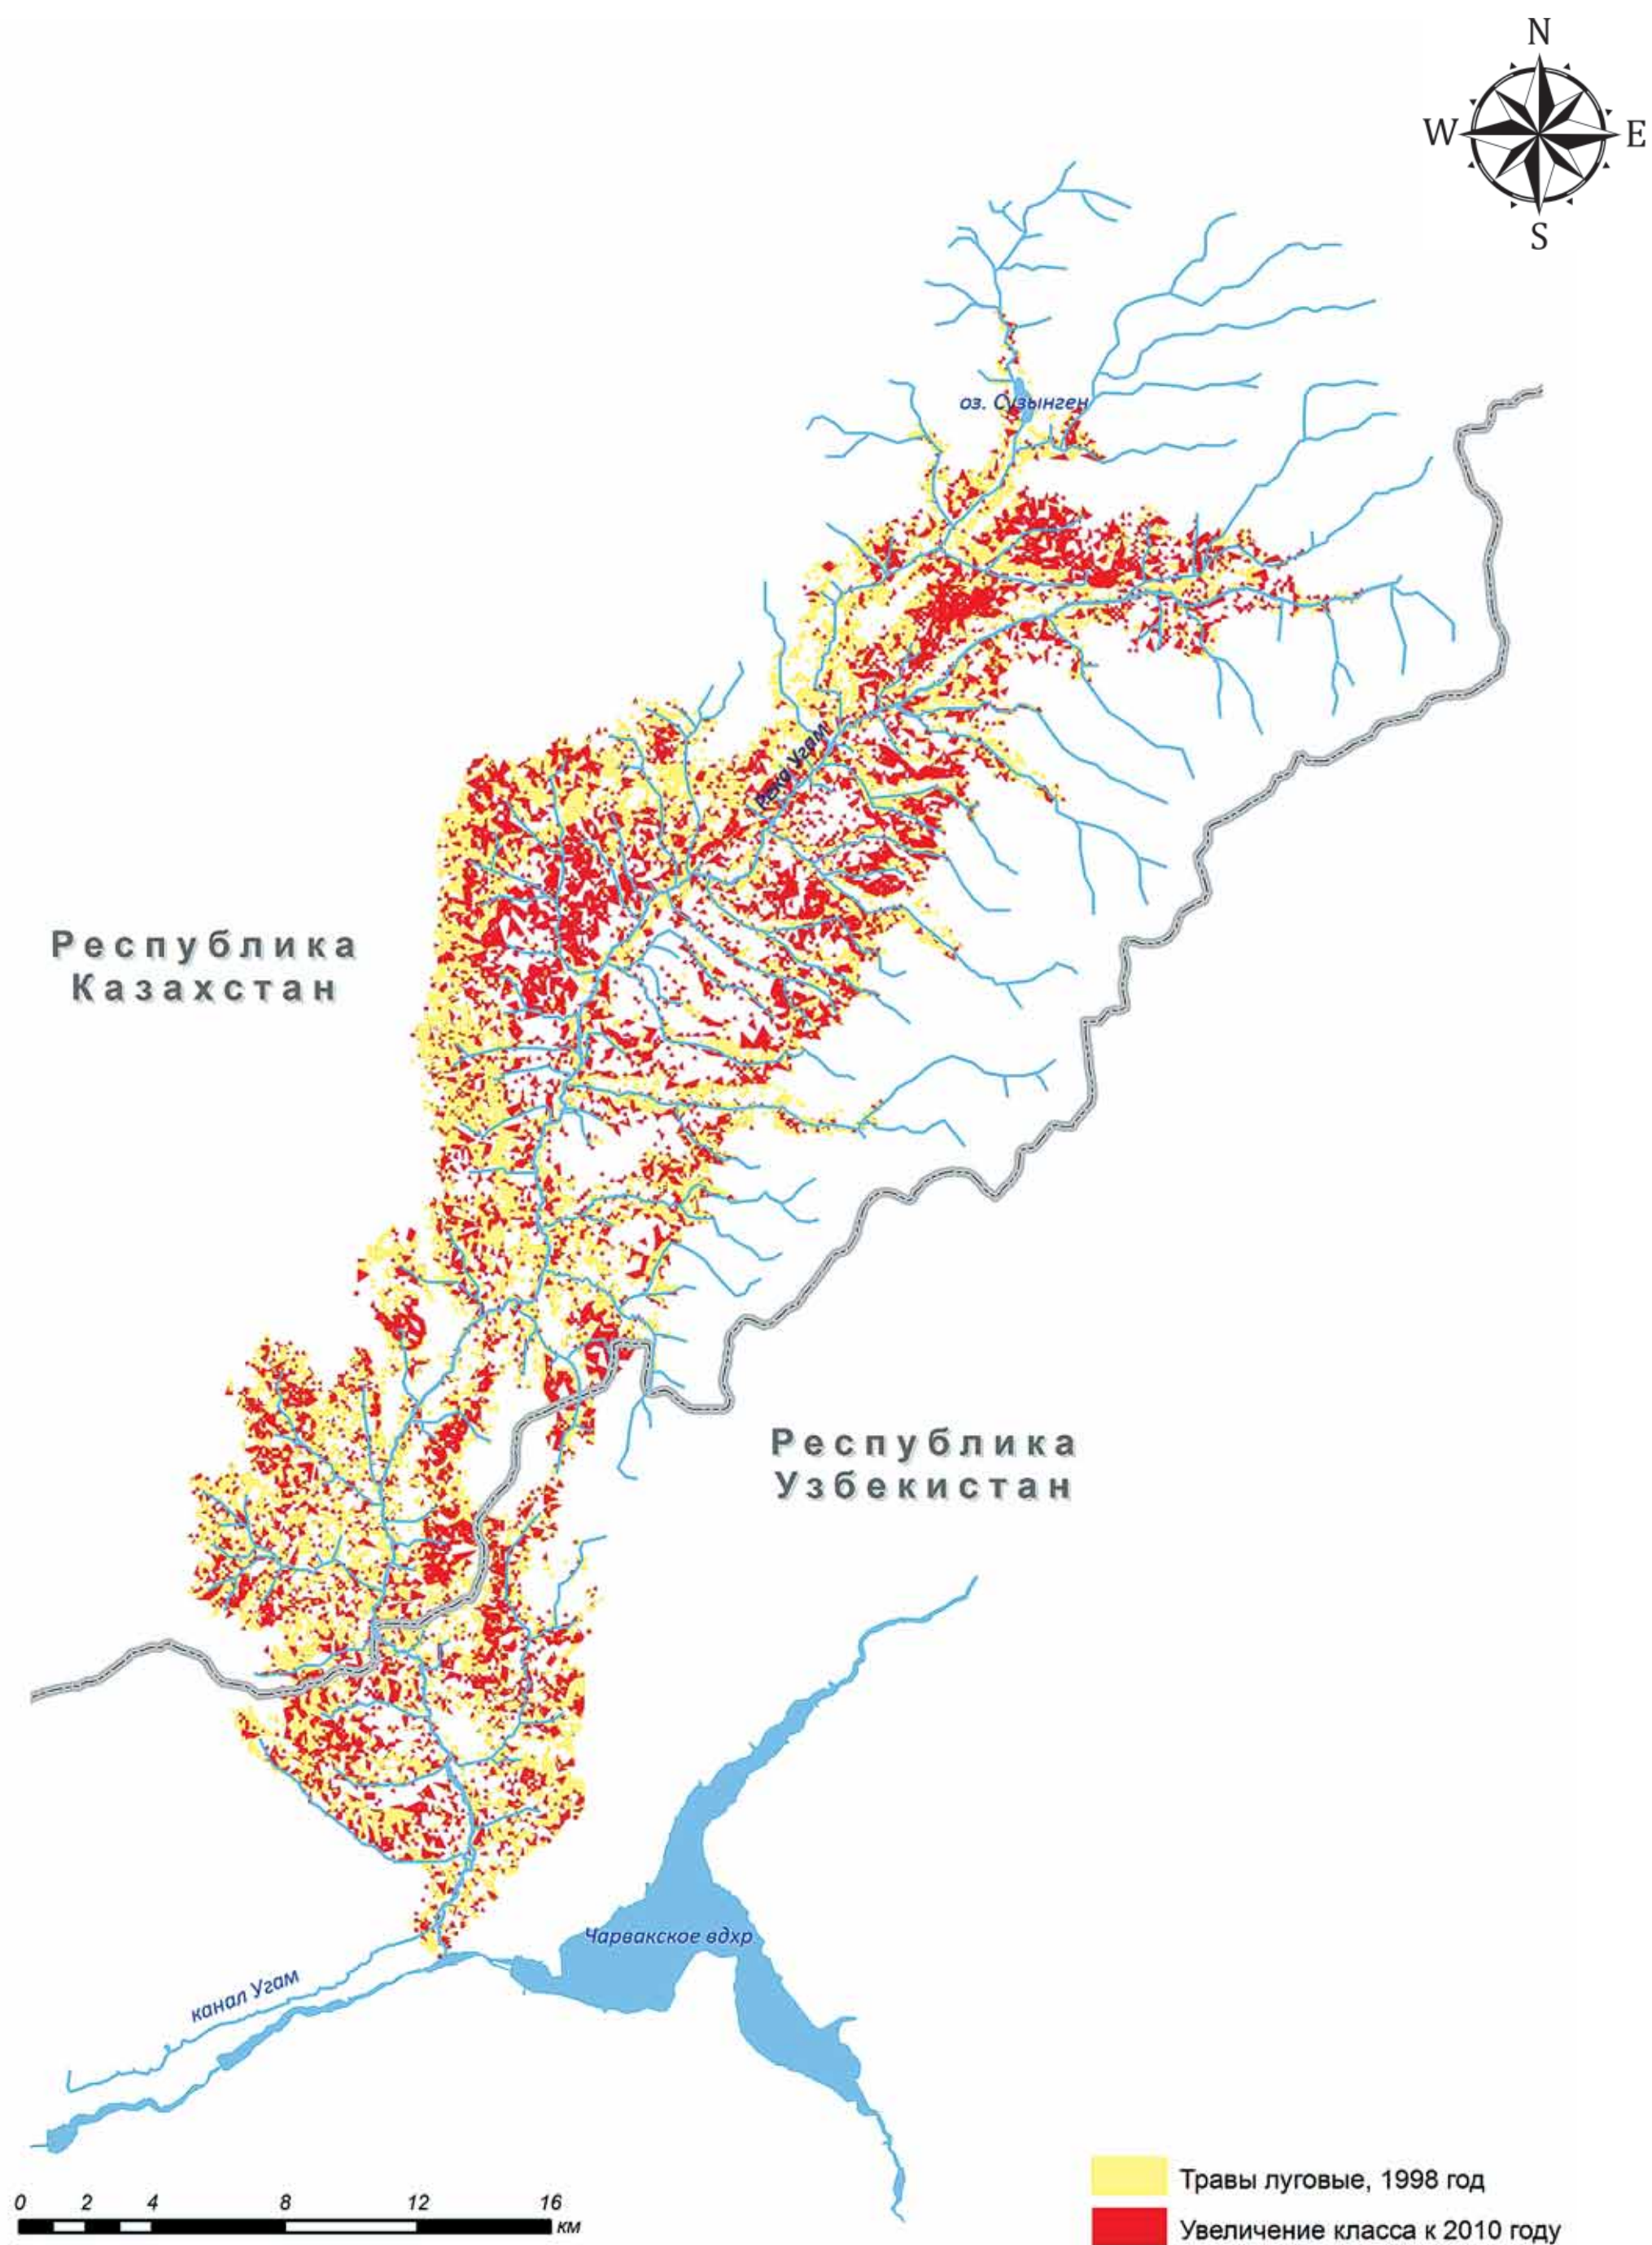 N
W
E
S
оз. Сузынген
река Угам
Республика
Казахстан
Республика
Узбекистан
Чарвакское вдхр
канал Угам
0 2 4 8 12 16
км
Травы луговые, 1998 год
Увеличение класса к 2010 году